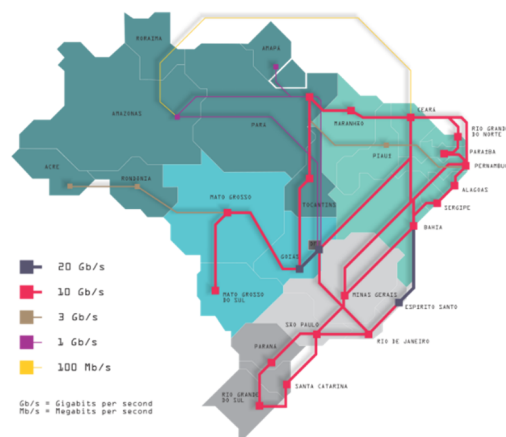 RORAIMA
AMAPA
AMAZONAS
PARA
MARANHAO
CEARA
RIO GRANDE
DO NORTE
PARAIBA
PIAUI
PERNAMBUCO
ACRE
RONDONIA
MATO GROSSO
TOCANTINS
ALAGOAS
SERGIPE
BAHIA
GOIAS
DF
MATO GROSSO
DO SUL
MINAS GERAIS
ESPIRITO SANTO
SAO PAULO
RIO DE JANEIRO
PARANA
SANTA CATARINA
RIO GRANDE
DO SUL
20 Gb/s
10 Gb/s
3 Gb/s
1 Gb/s
100 Mb/s
Gb/s = Gigabits per second
Mb/s = Megabits per second